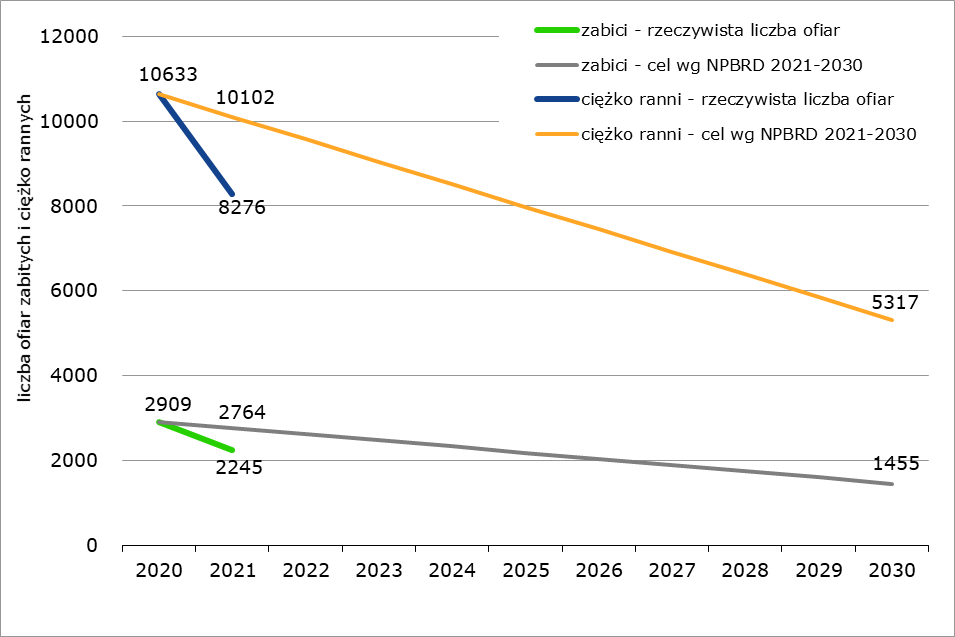 zabici - rzeczywista liczba ofiar
zabici - cel wg NPBRD 2021-2030
ciężko ranni - rzeczywista liczba ofiar
ciężko ranni - cel wg NPBRD 2021-2030
liczba ofiar zabitych i ciężko rannych
12000
10000
8000
6000
4000
2000
0
10633
10102
8276
5317
2909
2764
2245
1455
2020 2021 2022 2023 2024 2025 2026 2027 2028 2029 2030